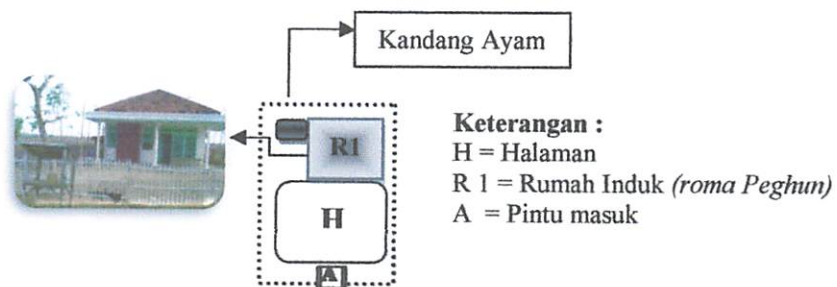 Kandang Ayam
R1
H
A
Keterangan :
H = Halaman
R 1 = Rumah Induk (roma Peghun)
A = Pintu masuk